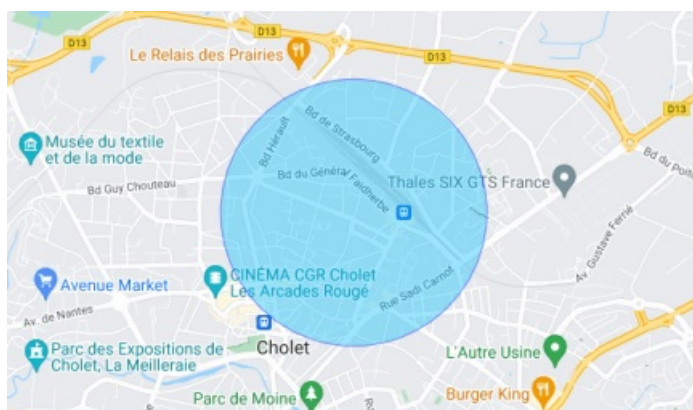 D13
D13
Le Relais des Prairies
D13
Bd de Strasbourg
Bd Hérault
Musée du textile
et de la mode
Bd du Général Faidherbe
Bd Guy Chouteau
Thales SIX GTS France
Bd du Poito
Av. Gustave Ferrié
CINÉMA CGR Cholet
Les Arcades Rougé
Avenue Market
Rue Sadi Carnot
Av. de Nantes
Cholet
Parc des Expositions de
Cholet, La Meilleraie
L'Autre Usine
Parc de Moine
Burger King